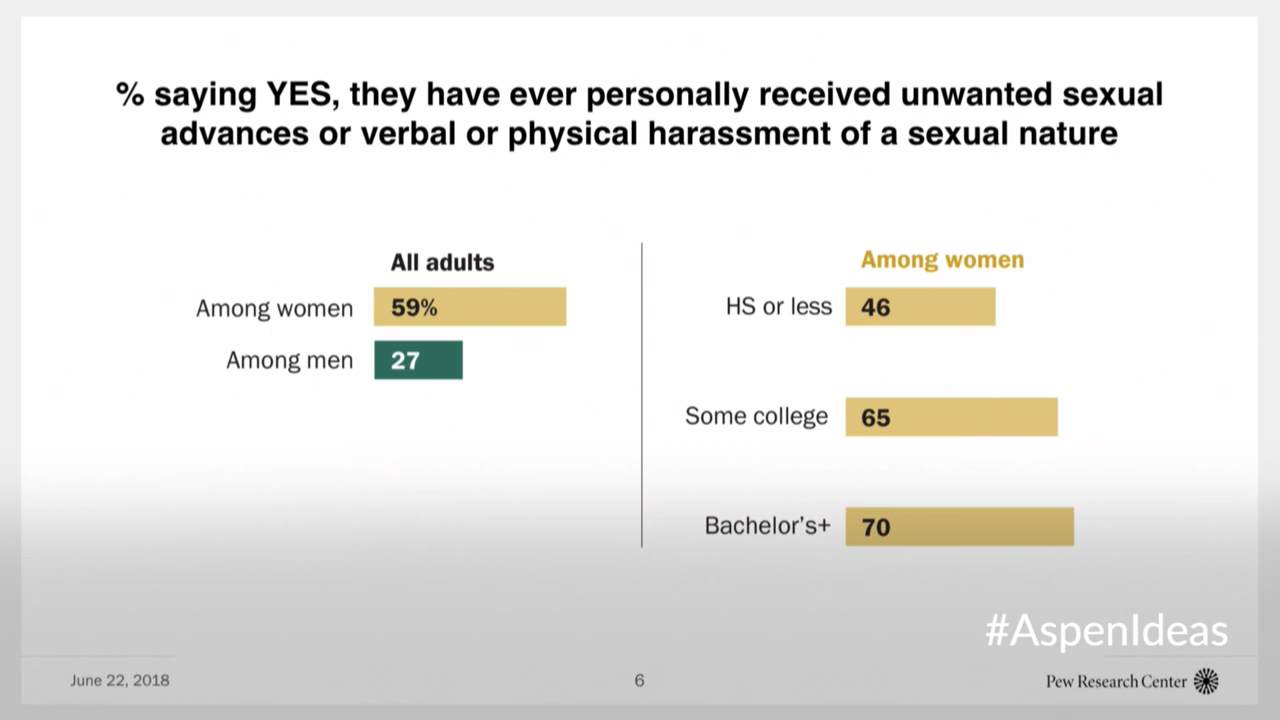 % saying YES, they have ever personally received unwanted sexual
advances or verbal or physical harassment of a sexual nature
All adults
Among women 59%
Among men 27
Among women
HS or less 46
Some college 65
Bachelor’s+ 70
#AspenIdeas
June 22, 2018
6
Pew Research Center